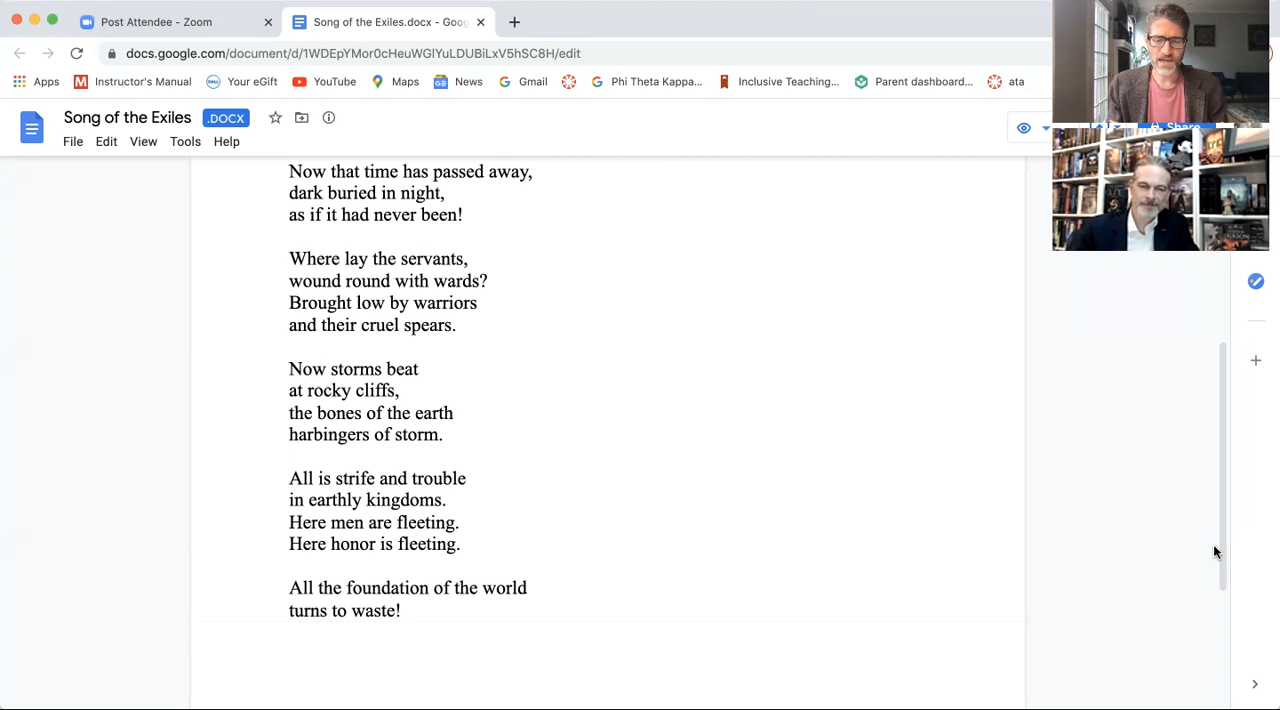 Post Attendee - Zoom
Song of the Exiles.docx - Goog
docs.google.com/document/d/1WDEpYMor0cHeuWGlYuLDUBiLxV5hSC8H/edit
Apps
Instructor's Manual
Your eGift
YouTube
Maps
News
Gmail
Phi Theta Kappa...
Inclusive Teaching...
Parent dashboard...
ata
Song of the Exiles
.DOCX
File
Edit
View
Tools
Help
Share
Now that time has passed away,
dark buried in night,
as if it had never been!
Where lay the servants,
wound round with wards?
Brought low by warriors
and their cruel spears.
Now storms beat
at rocky cliffs,
the bones of the earth
harbingers of storm.
All is strife and trouble
in earthly kingdoms.
Here men are fleeting.
Here honor is fleeting.
All the foundation of the world
turns to waste!